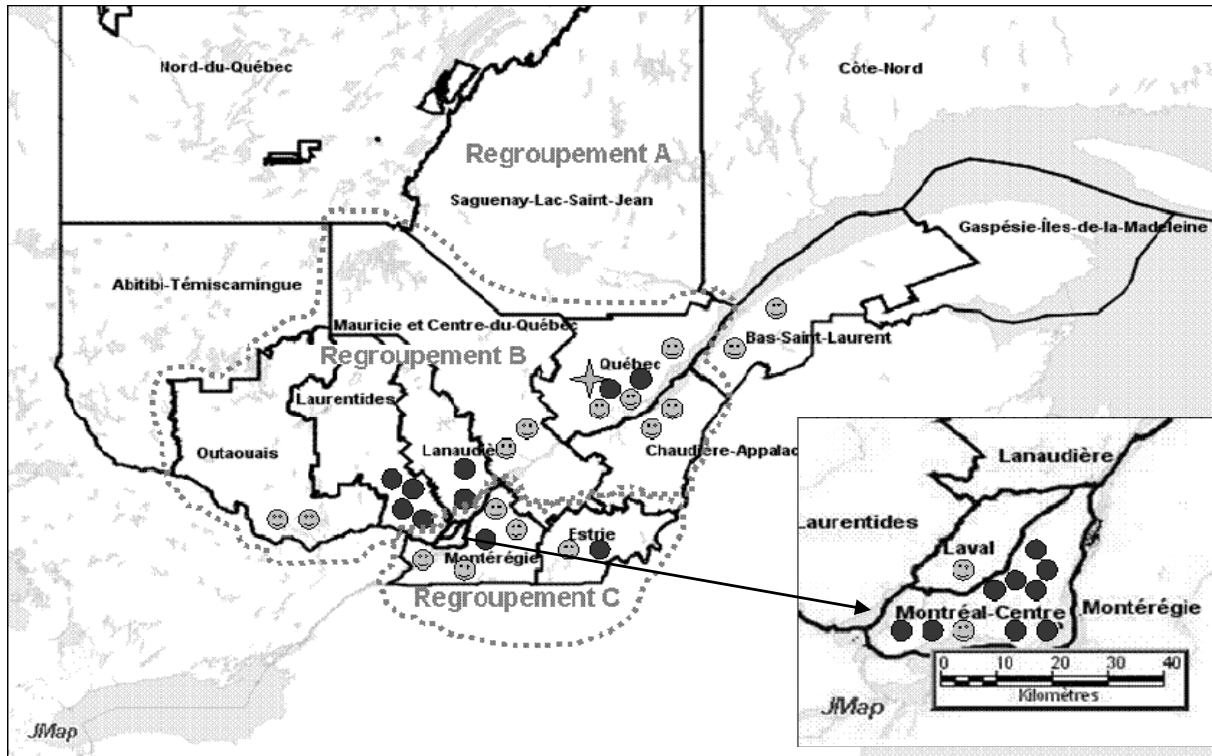 Nord-du-Québec
Côte-Nord
Regroupement A
Saguenay-Lac-Saint-Jean
Gaspésie-Îles-de-la-Madeleine
Abitibi-Témiscamingue
Mauricie et Centre-du-Québec
Bas-Saint-Laurent
Regroupement B
Québec
Laurentides
Outaouais
Lanaudiè
Chaudière-Appalac
Estrie
Montérégie
Regroupement C
Lanaudière
Laurentides
Laval
Montréal-Centre
Montérégie
0 10 20 30 40
Kilomètres
JMap
JMap